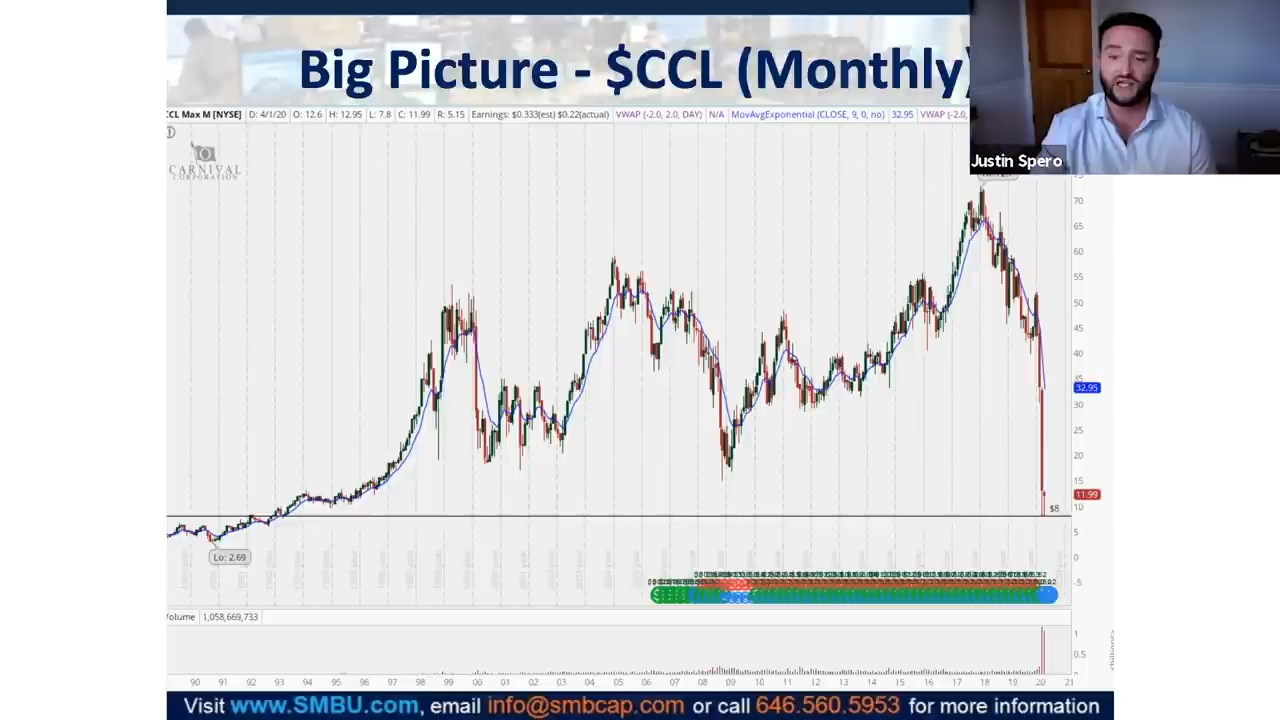 Big Picture - $CCL (Monthly)
CCL Max M [NYSE] D: 4/1/20 O: 12.6 H: 12.95 L: 7.8 C: 11.99 R: 5.15 Earnings: $0.333(est) $0.22(actual) VWAP (-2.0, 2.0, DAY) N/A MovAvgExponential (CLOSE, 9, 0, no) 32.95 VWAP (-2.0,
Justin Spero
CARNIVAL
CORPORATION
70
65
60
55
50
45
40
35
32.95
30
25
20
15
11.99
10
$8
5
Lo: 2.69
0
-5
Volume 1,058,669,733
1
0.5
90 91 92 93 94 95 96 97 98 99 00 01 02 03 04 05 06 07 08 09 10 11 12 13 14 15 16 17 18 19 20 21
Visit www.SMBU.com, email info@smbcap.com or call 646.560.5953 for more information